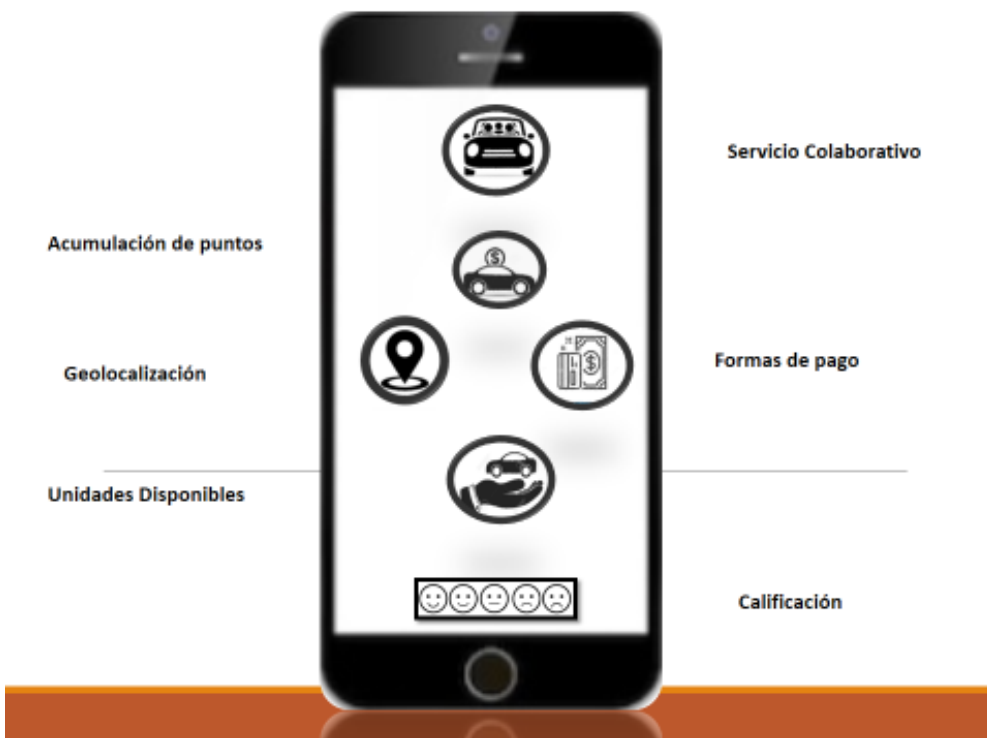 Servicio Colaborativo
Acumulación de puntos
Geolocalización
Formas de pago
Unidades Disponibles
Calificación